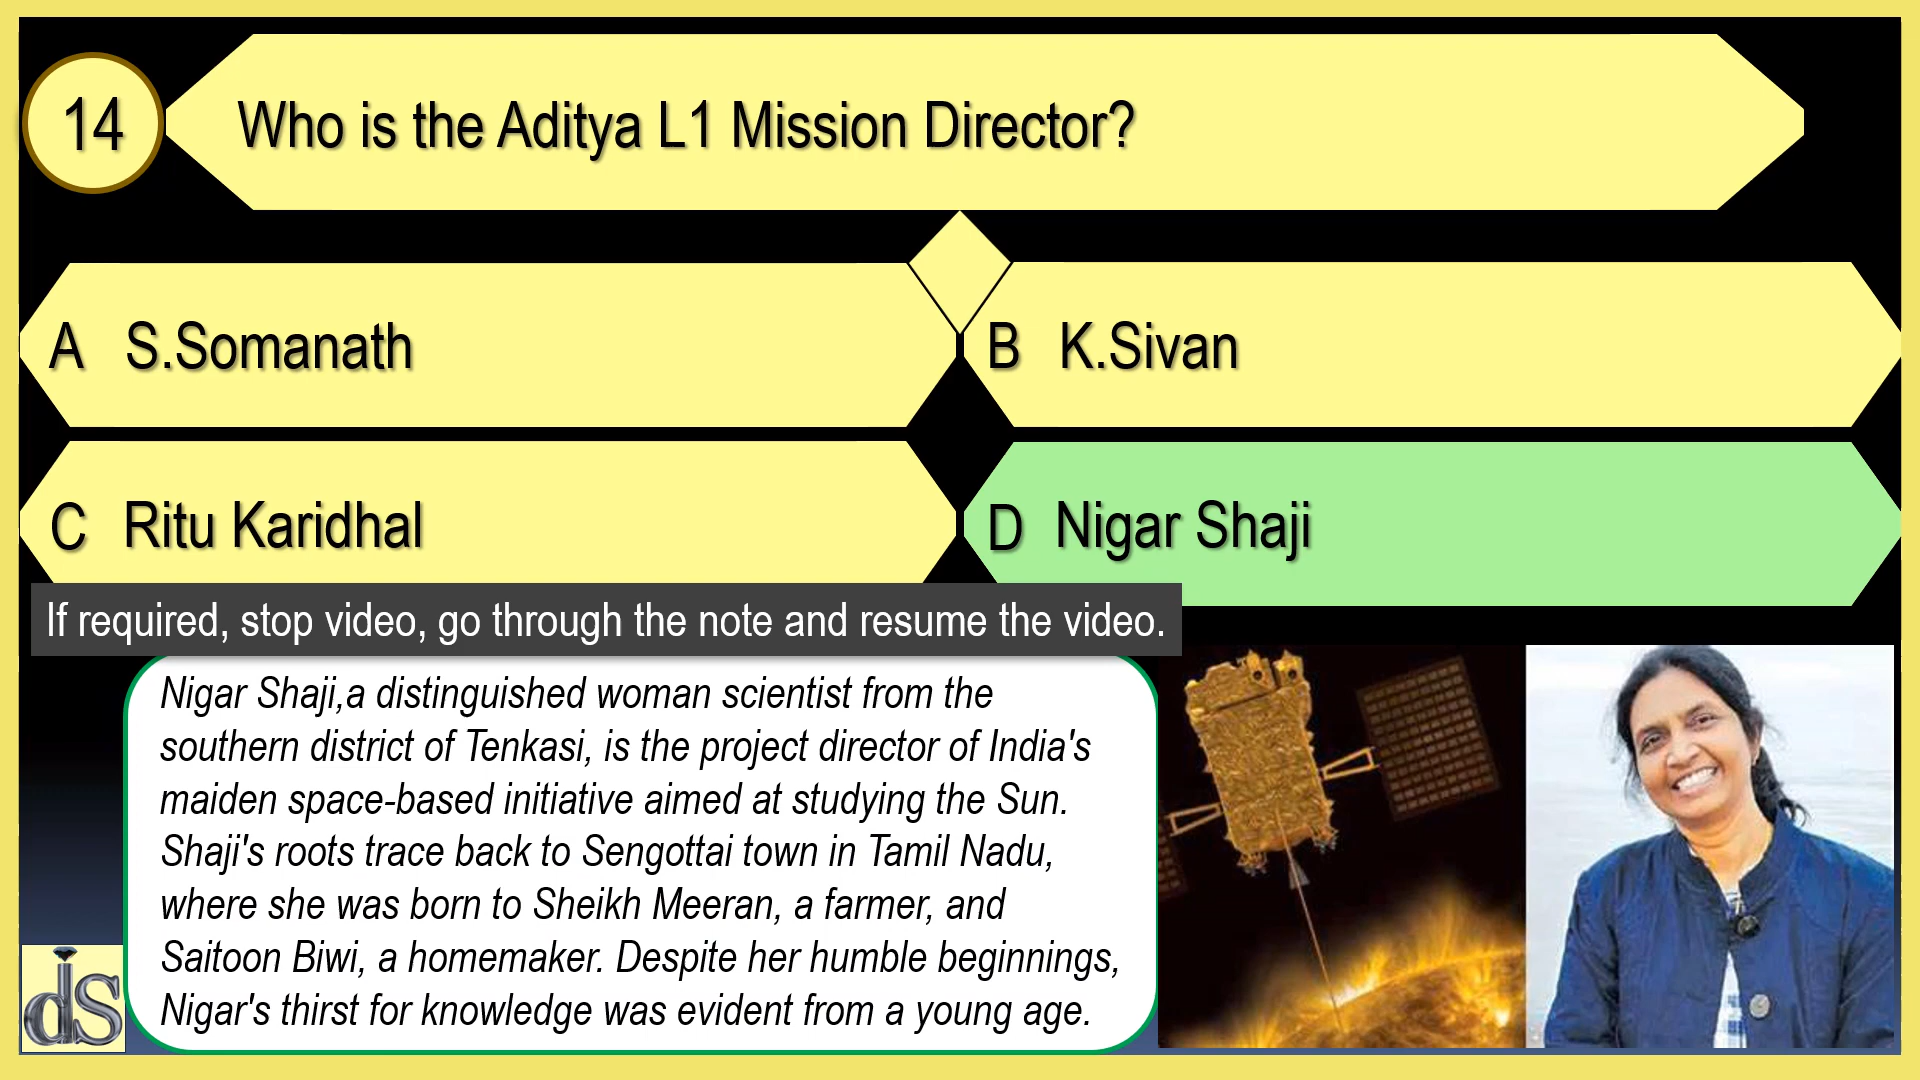 14
Who is the Aditya L1 Mission Director?
A S.Somanath
B K.Sivan
C Ritu Karidhal
D Nigar Shaji
If required, stop video, go through the note and resume the video.
Nigar Shaji,a distinguished woman scientist from the
southern district of Tenkasi, is the project director of India's
maiden space-based initiative aimed at studying the Sun.
Shaji's roots trace back to Sengottai town in Tamil Nadu,
where she was born to Sheikh Meeran, a farmer, and
Saitoon Biwi, a homemaker. Despite her humble beginnings,
Nigar's thirst for knowledge was evident from a young age.
dis